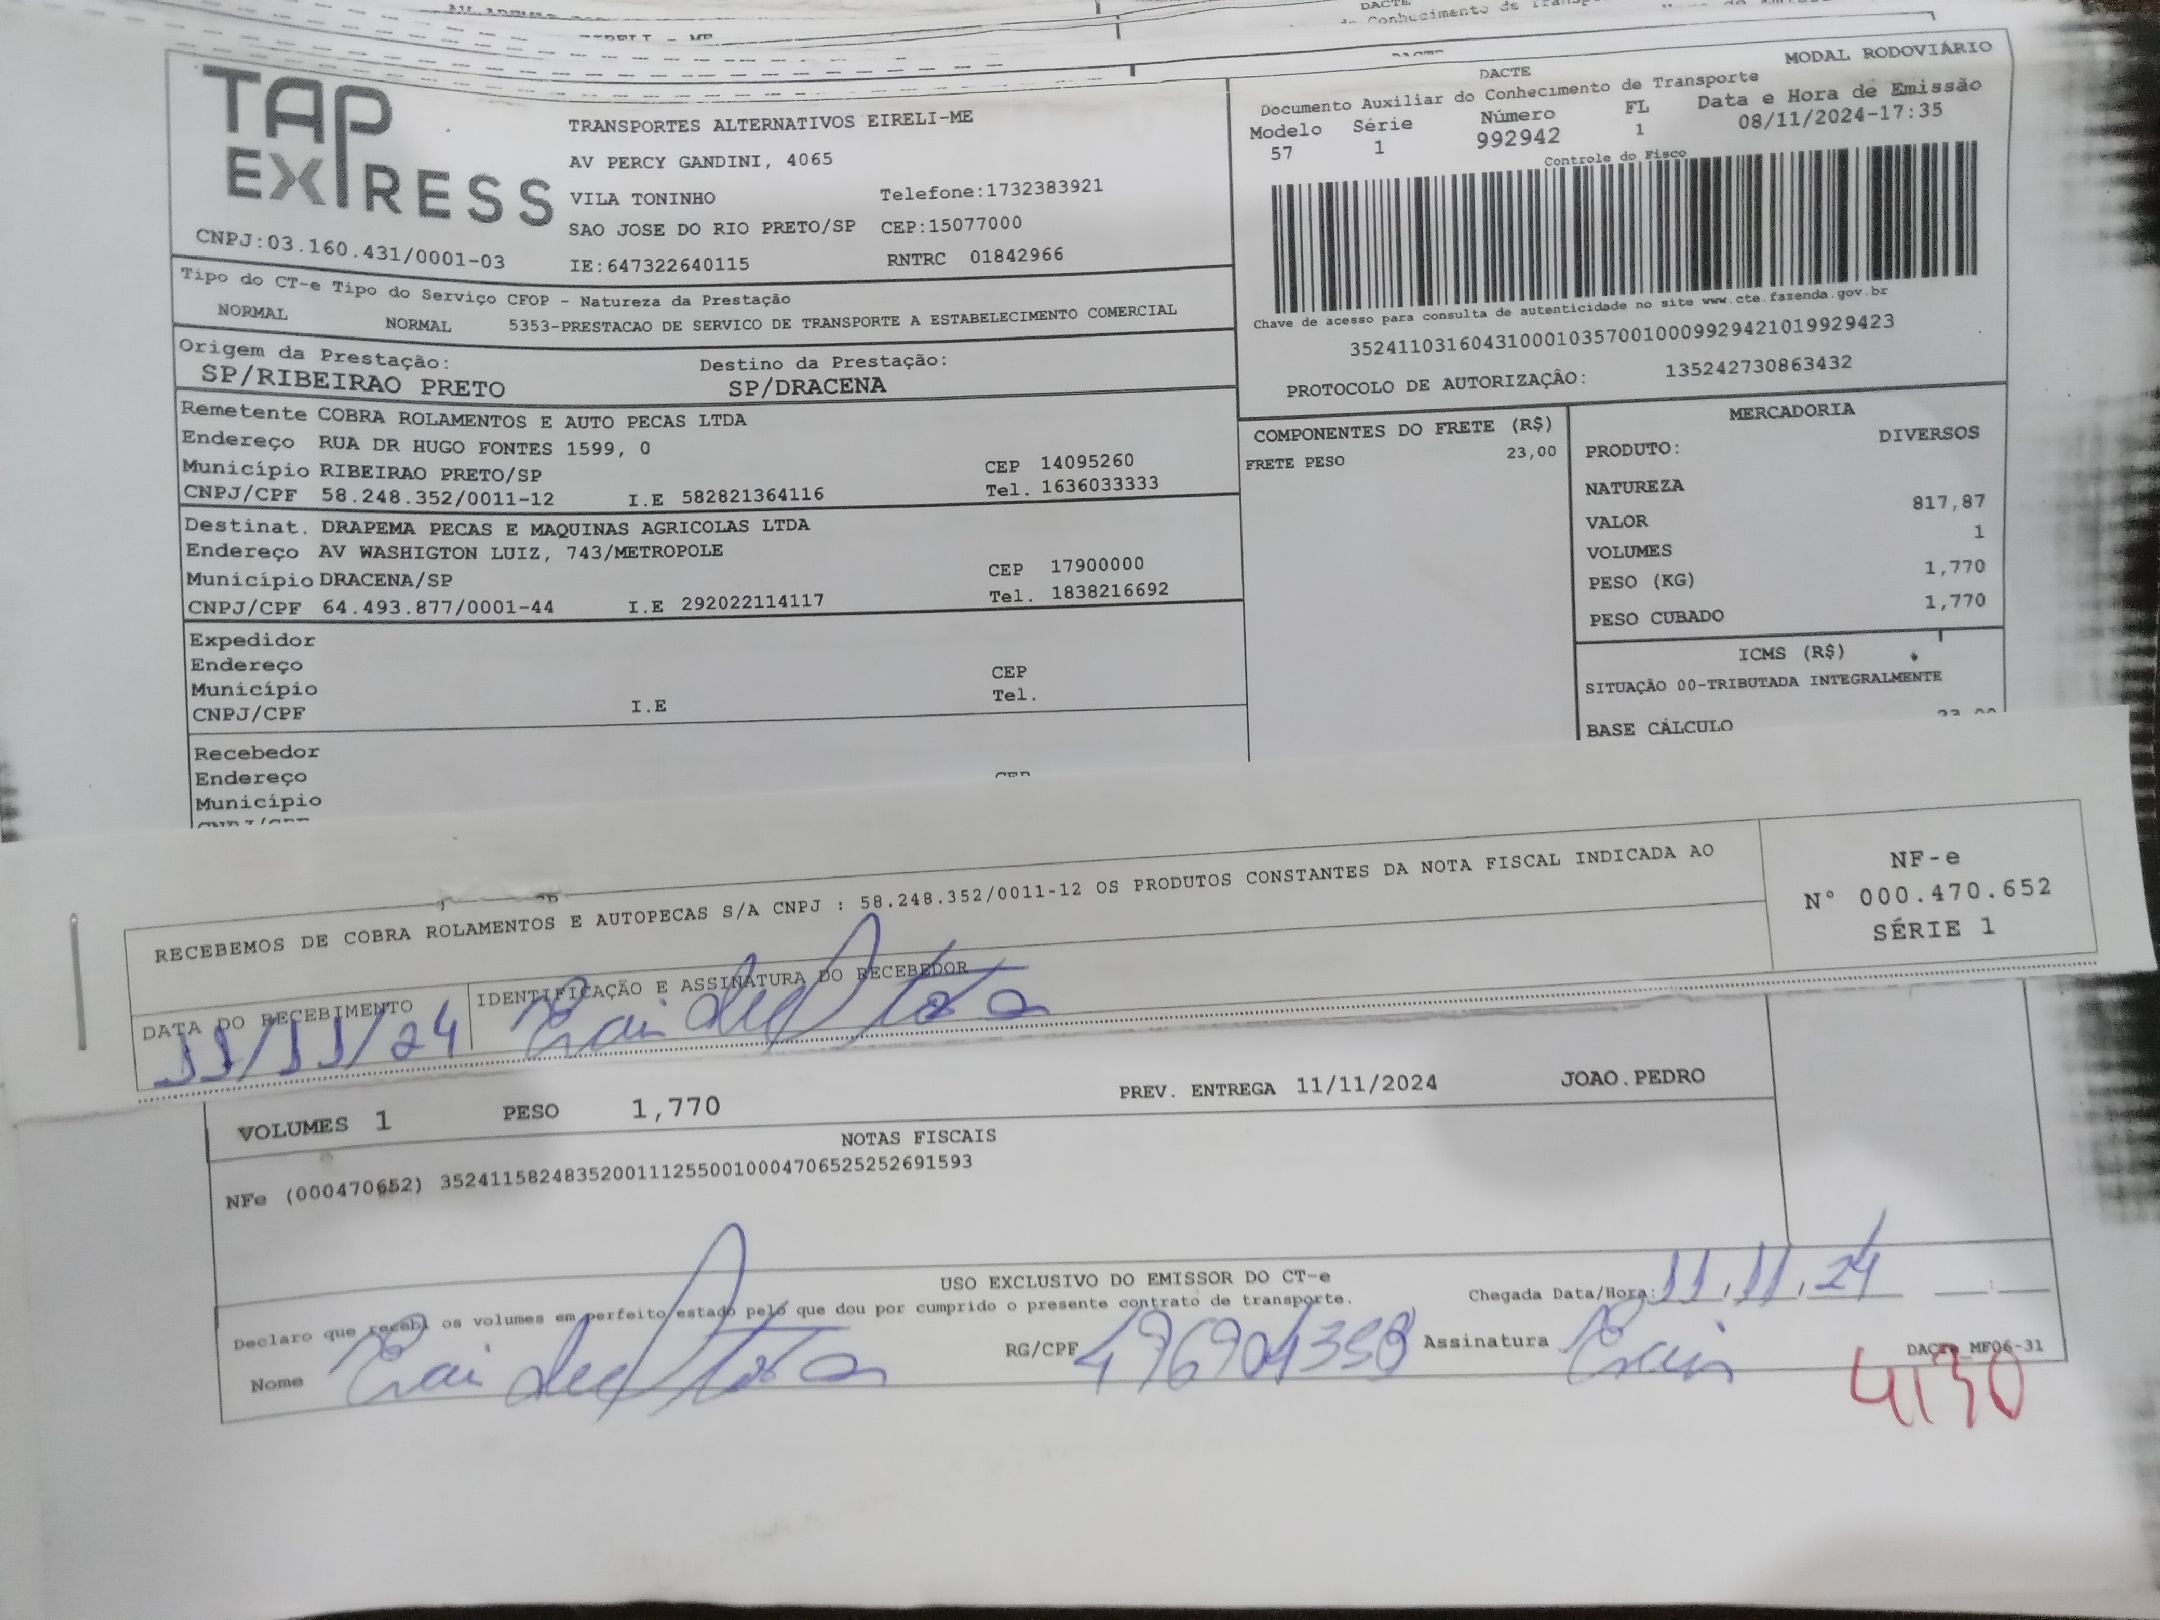 DACTE
MODAL RODOVIÁRIO
TAP EXPRESS
TRANSPORTES ALTERNATIVOS EIRELI-ME
AV PERCY GANDINI, 4065
VILA TONINHO Telefone:1732383921
SAO JOSE DO RIO PRETO/SP CEP:15077000
CNPJ:03.160.431/0001-03 IE:647322640115 RNTRC 01842966
Documento Auxiliar do Conhecimento de Transporte
Modelo Série Número FL Data e Hora de Emissão
57 1 992942 1 08/11/2024-17:35
Controle do Fisco
Chave de acesso para consulta de autenticidade no site www.cte.fazenda.gov.br
35241103160431000103570010009929421019929423
PROTOCOLO DE AUTORIZAÇÃO: 135242730863432
Tipo do CT-e Tipo do Serviço CFOP - Natureza da Prestação
NORMAL NORMAL 5353-PRESTACAO DE SERVICO DE TRANSPORTE A ESTABELECIMENTO COMERCIAL
Origem da Prestação: Destino da Prestação:
SP/RIBEIRAO PRETO SP/DRACENA
Remetente COBRA ROLAMENTOS E AUTO PECAS LTDA
Endereço RUA DR HUGO FONTES 1599, 0
Município RIBEIRAO PRETO/SP CEP 14095260
CNPJ/CPF 58.248.352/0011-12 I.E 582821364116 Tel. 1636033333
Destinat. DRAPEMA PECAS E MAQUINAS AGRICOLAS LTDA
Endereço AV WASHIGTON LUIZ, 743/METROPOLE
Município DRACENA/SP CEP 17900000
CNPJ/CPF 64.493.877/0001-44 I.E 292022114117 Tel. 1838216692
Expedidor
Endereço
Município CEP
CNPJ/CPF I.E Tel.
Recebedor
Endereço
Município
COMPONENTES DO FRETE (R$)
FRETE PESO 23,00
MERCADORIA
PRODUTO: DIVERSOS
NATUREZA
VALOR 817,87
VOLUMES 1
PESO (KG) 1,770
PESO CUBADO 1,770
ICMS (R$)
SITUAÇÃO 00-TRIBUTADA INTEGRALMENTE
BASE CÁLCULO
RECEBEMOS DE COBRA ROLAMENTOS E AUTOPECAS S/A CNPJ : 58.248.352/0011-12 OS PRODUTOS CONSTANTES DA NOTA FISCAL INDICADA AO
NF-e
Nº 000.470.652
SÉRIE 1
DATA DO RECEBIMENTO IDENTIFICAÇÃO E ASSINATURA DO RECEBEDOR
11/11/24
VOLUMES 1 PESO 1,770 PREV. ENTREGA 11/11/2024 JOAO.PEDRO
NOTAS FISCAIS
NFe (000470652) 35241158248352001112550010004706525252691593
USO EXCLUSIVO DO EMISSOR DO CT-e
Declaro que recebi os volumes em perfeito estado pelo que dou por cumprido o presente contrato de transporte. Chegada Data/Hora: 11,11,24
Nome RG/CPF 496904358 Assinatura
DACTE_MF06-31